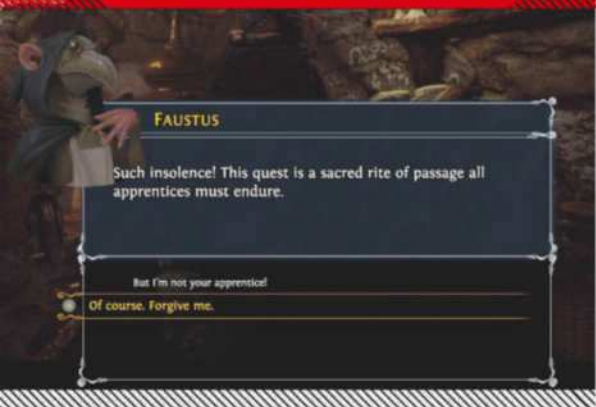 FAUSTUS
Such insolence! This quest is a sacred rite of passage all
apprentices must endure.
But I'm not your apprentice!
Of course. Forgive me.